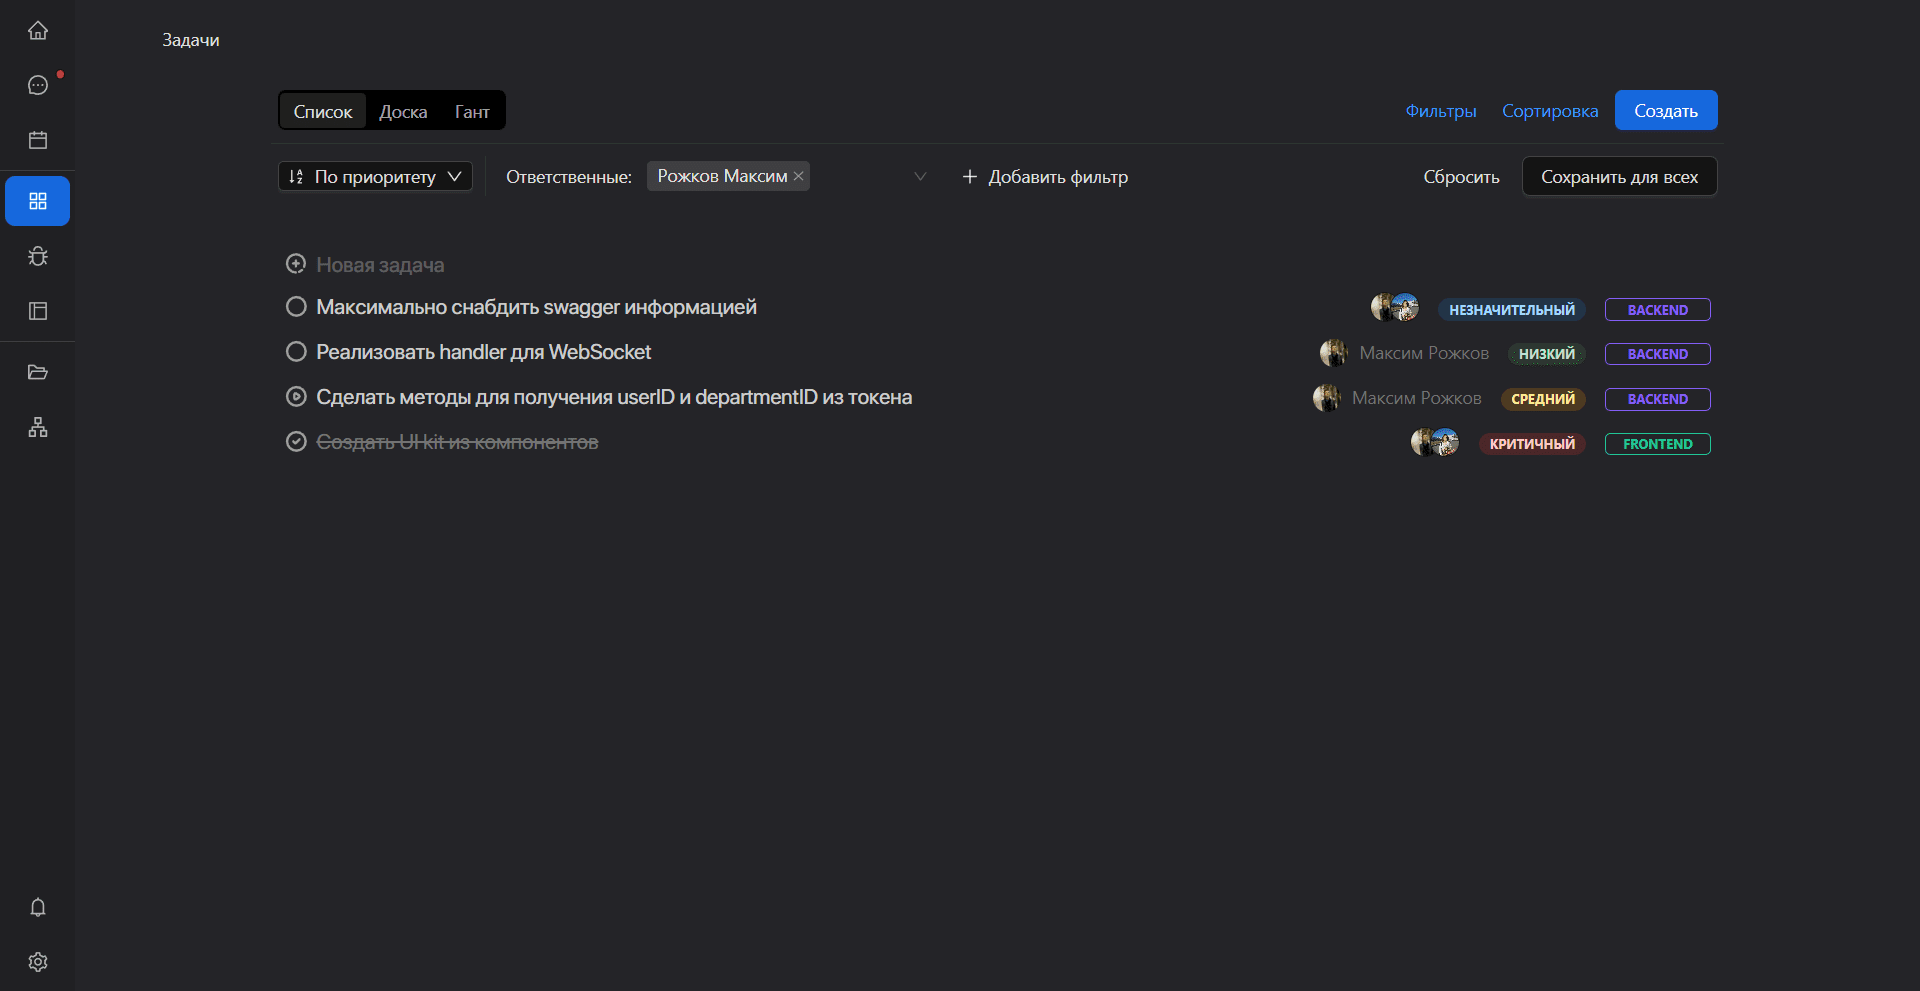 Задачи
Список Доска Гант Фильтры Сортировка Создать
По приоритету Ответственные: Рожков Максим Добавить фильтр Сбросить Сохранить для всех
Новая задача
Максимально снабдить swagger информацией НЕЗНАЧИТЕЛЬНЫЙ BACKEND
Реализовать handler для WebSocket Максим Рожков НИЗКИЙ BACKEND
Сделать методы для получения userID и departmentID из токена Максим Рожков СРЕДНИЙ BACKEND
Создать UI kit из компонентов КРИТИЧНЫЙ FRONTEND